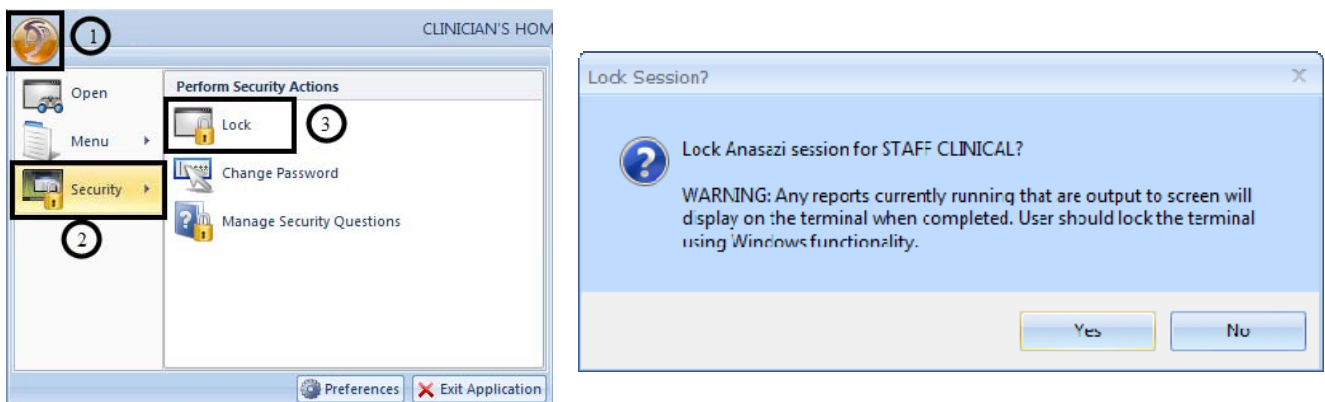 1
CLINICIAN'S HOM
Open
Menu
Security
2
Perform Security Actions
Lock
3
Change Password
Manage Security Questions
Preferences
Exit Application
Lock Session?
Lock Anasazi session for STAFF CLINICAL?
WARNING: Any reports currently running that are output to screen will
display on the terminal when completed. User should lock the terminal
using Windows functionality.
Yes
No